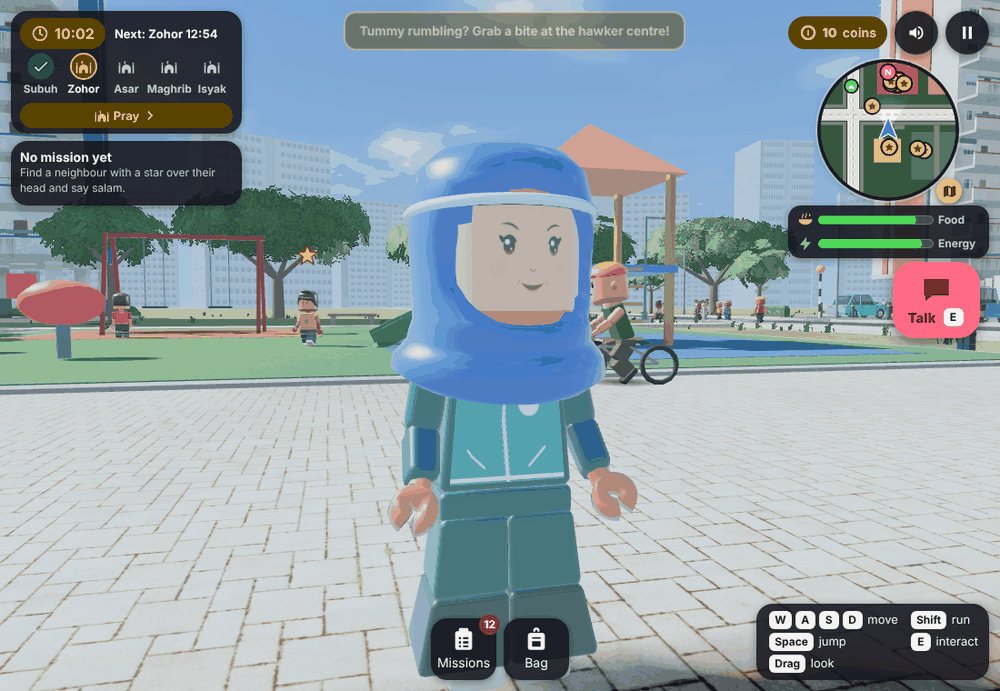 10:02
Next: Zohor 12:54
Subuh
Zohor
Asar
Maghrib
Isyak
Pray
No mission yet
Find a neighbour with a star over their
head and say salam.
Tummy rumbling? Grab a bite at the hawker centre!
10 coins
N
Food
Energy
Talk E
12
Missions
Bag
W A S D move Shift run
Space jump E interact
Drag look